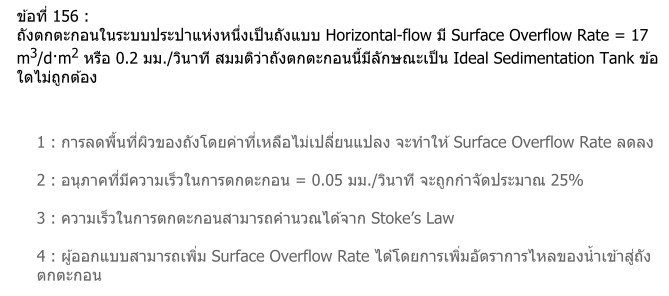 ข้อที่ 156 :
ถังตกตะกอนในระบบประปาแห่งหนึ่งเป็นถังแบบ Horizontal-flow มี Surface Overflow Rate = 17
m³/d·m² หรือ 0.2 มม./วินาที สมมติว่าถังตกตะกอนนี้มีลักษณะเป็น Ideal Sedimentation Tank ข้อ
ใดไม่ถูกต้อง
1 : การลดพื้นที่ผิวของถังโดยค่าที่เหลือไม่เปลี่ยนแปลง จะทำให้ Surface Overflow Rate ลดลง
2 : อนุภาคที่มีความเร็วในการตกตะกอน = 0.05 มม./วินาที จะถูกกำจัดประมาณ 25%
3 : ความเร็วในการตกตะกอนสามารถคำนวณได้จาก Stoke’s Law
4 : ผู้ออกแบบสามารถเพิ่ม Surface Overflow Rate ได้โดยการเพิ่มอัตราการไหลของน้ำเข้าสู่ถัง
ตกตะกอน